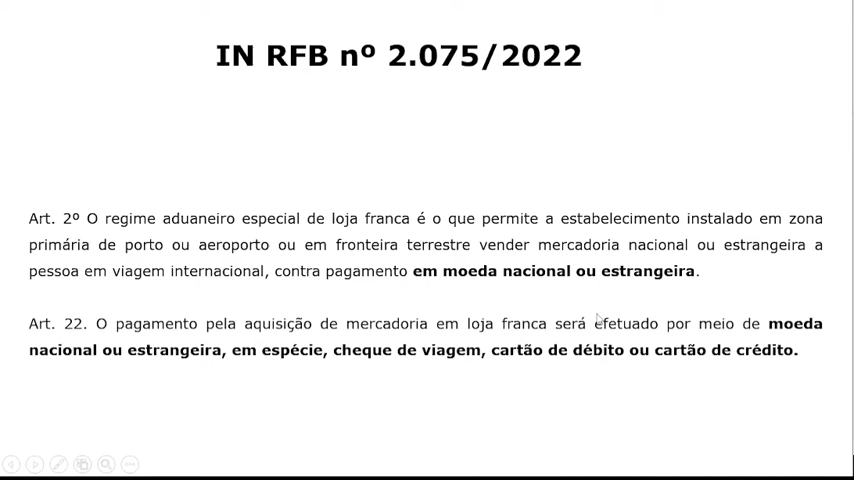 IN RFB nº 2.075/2022
Art. 2º O regime aduaneiro especial de loja franca é o que permite a estabelecimento instalado em zona
primária de porto ou aeroporto ou em fronteira terrestre vender mercadoria nacional ou estrangeira a
pessoa em viagem internacional, contra pagamento em moeda nacional ou estrangeira.
Art. 22. O pagamento pela aquisição de mercadoria em loja franca será efetuado por meio de moeda
nacional ou estrangeira, em espécie, cheque de viagem, cartão de débito ou cartão de crédito.